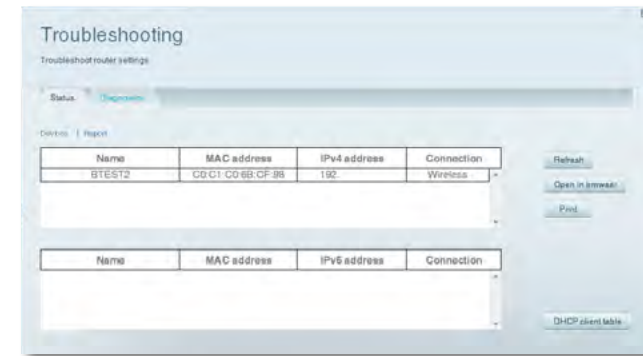 Troubleshooting
Troubleshoot router settings
Status Diagnostics
Devices | Report
Name MAC address IPv4 address Connection
BTEST2 C0:C1:C0:6B:CF:98 192. Wireless
Refresh
Open in browser
Print
Name MAC address IPv6 address Connection
DHCP client table